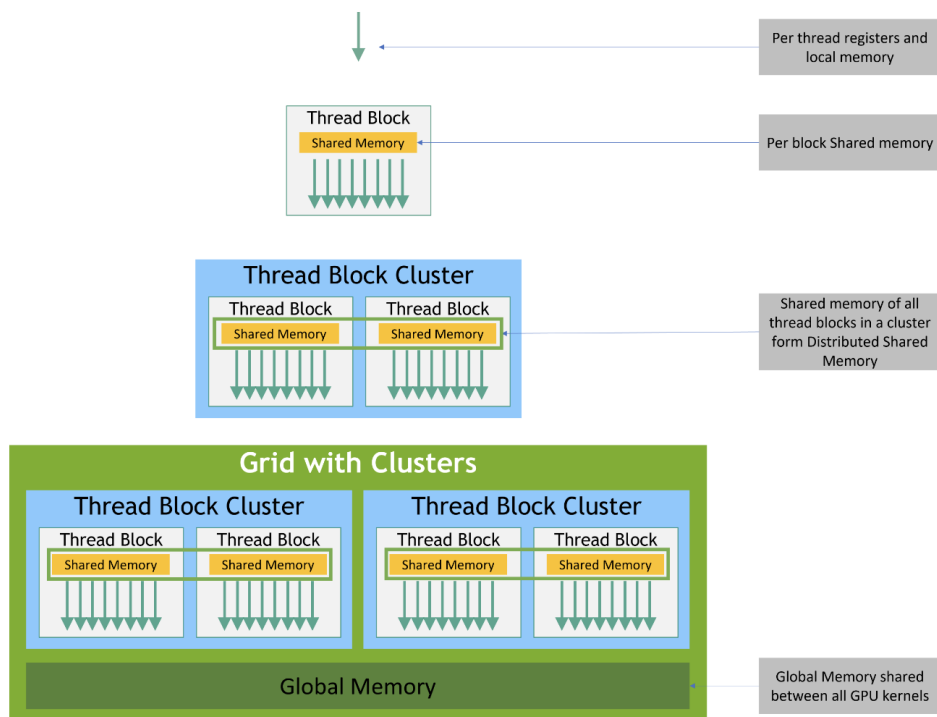 Per thread registers and
local memory
Thread Block
Shared Memory
Per block Shared memory
Thread Block Cluster
Thread Block
Thread Block
Shared Memory
Shared Memory
Shared memory of all
thread blocks in a cluster
form Distributed Shared
Memory
Grid with Clusters
Thread Block Cluster
Thread Block Cluster
Thread Block
Thread Block
Thread Block
Thread Block
Shared Memory
Shared Memory
Shared Memory
Shared Memory
Global Memory
Global Memory shared
between all GPU kernels